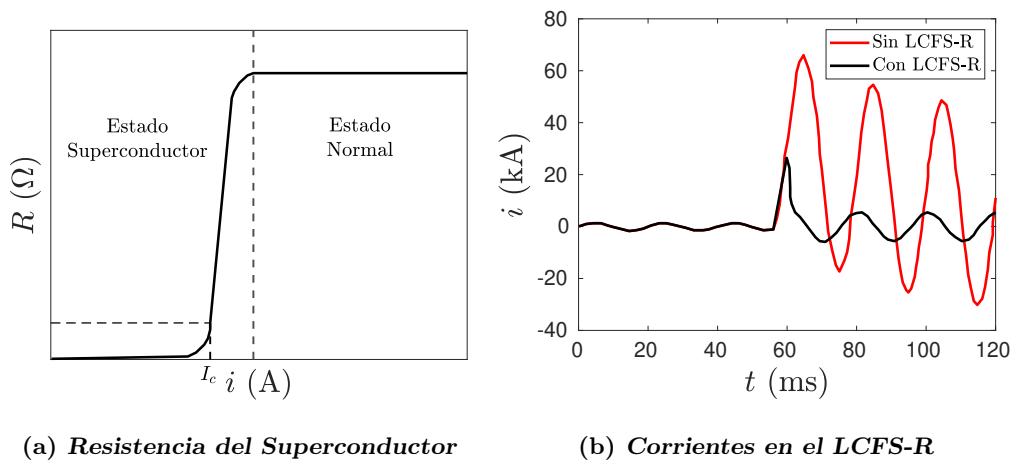 R (Ω)
Estado
Superconductor
Estado
Normal
I_c
i (A)
(a) Resistencia del Superconductor
i (kA)
80
60
40
20
0
-20
-40
0 20 40 60 80 100 120
t (ms)
Sin LCFS-R
Con LCFS-R
(b) Corrientes en el LCFS-R